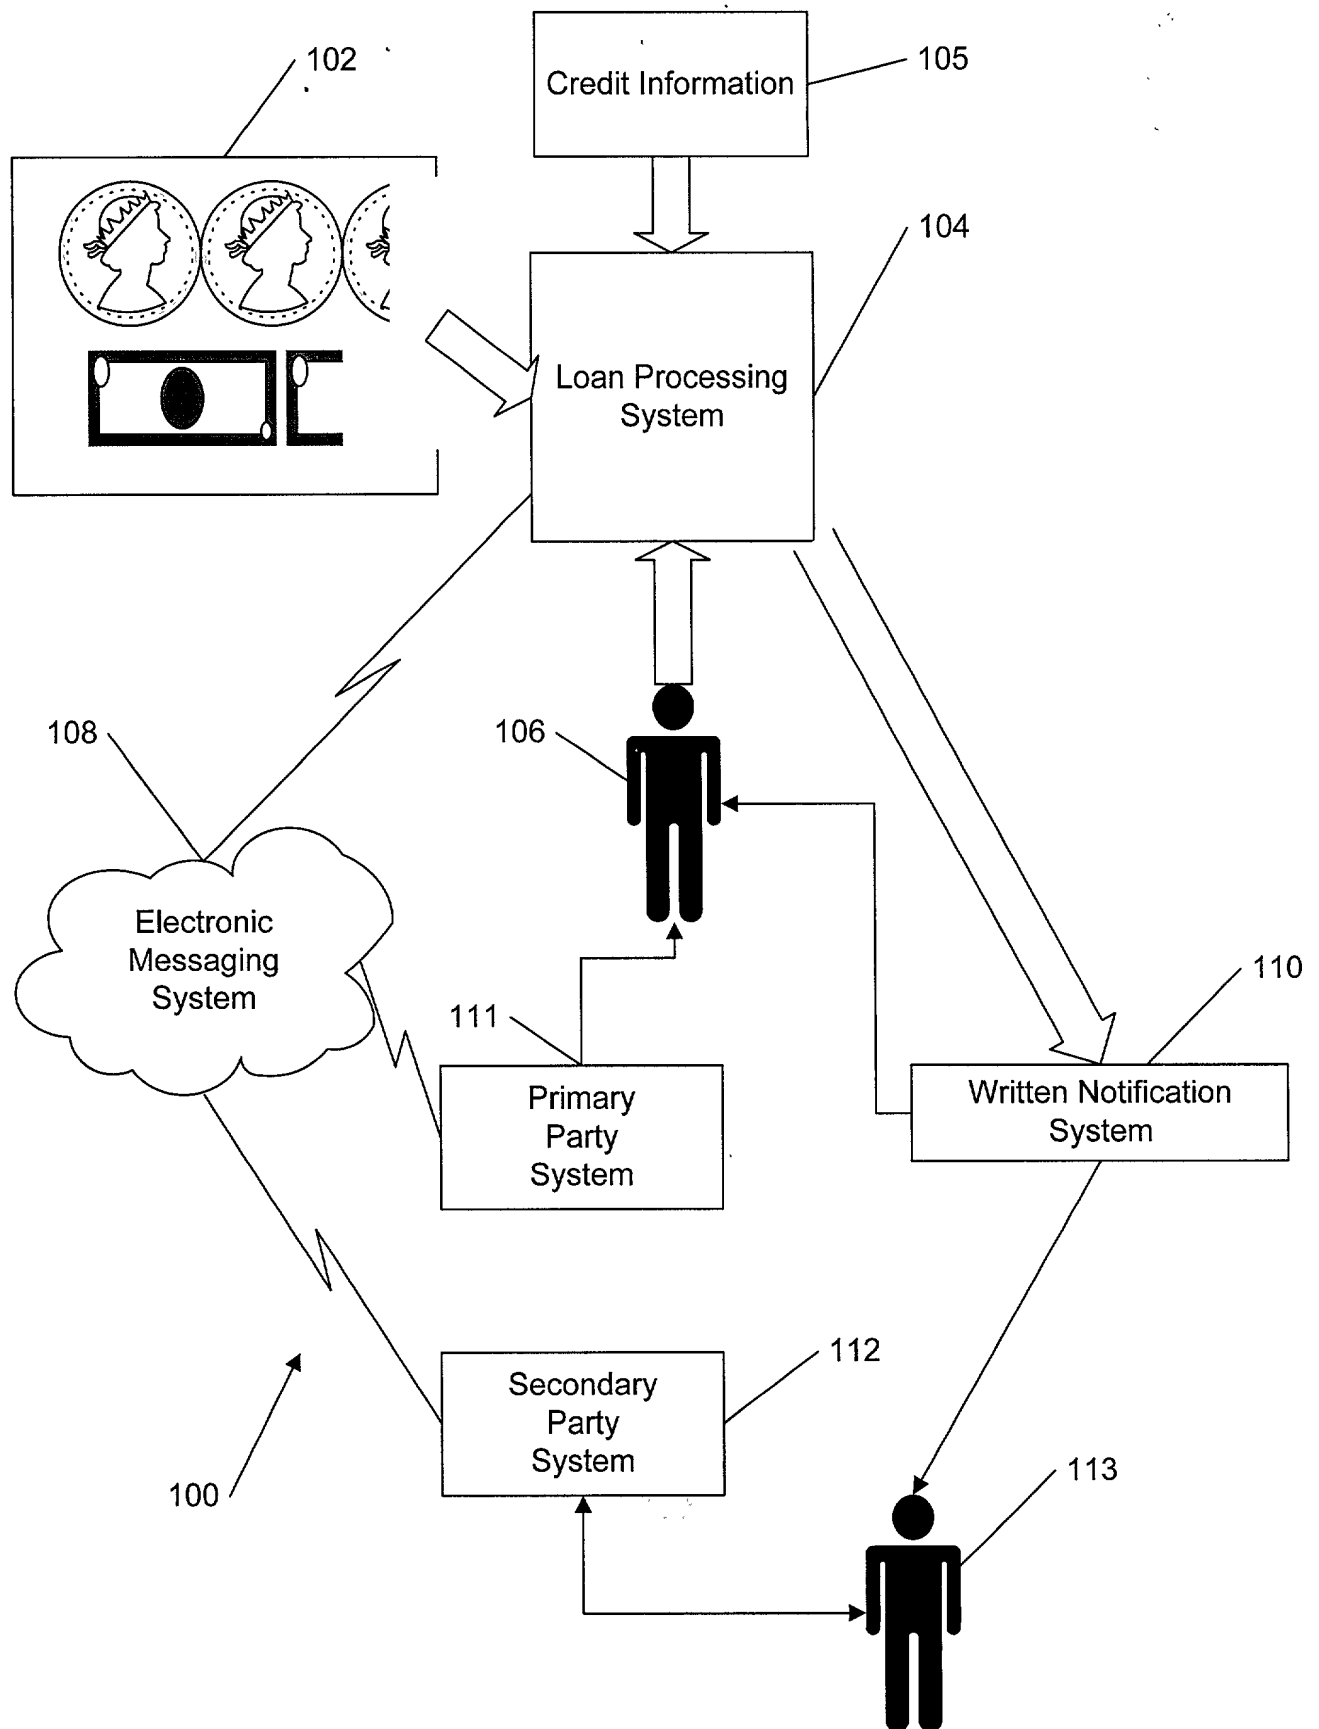 102
Credit Information
105
104
Loan Processing
System
108
106
Electronic
Messaging
System
110
111
Primary
Party
System
Written Notification
System
112
Secondary
Party
System
100
113